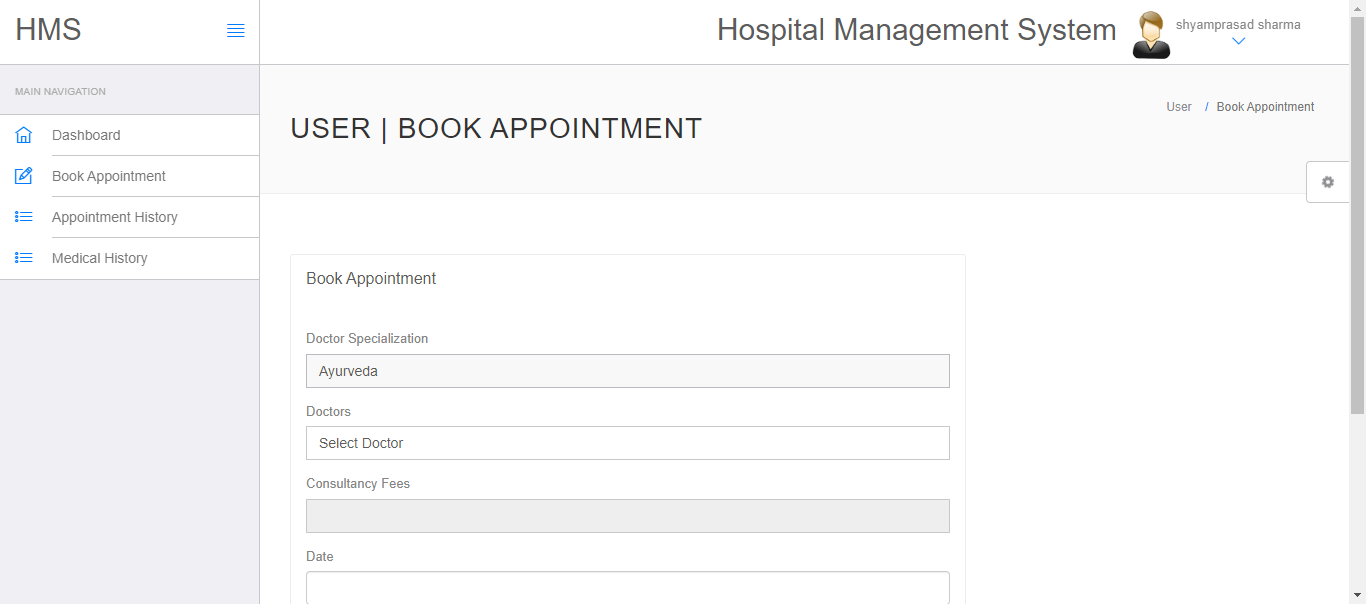 HMS
Hospital Management System
shyamprasad sharma
MAIN NAVIGATION
Dashboard
Book Appointment
Appointment History
Medical History
USER | BOOK APPOINTMENT
User / Book Appointment
Book Appointment
Doctor Specialization
Ayurveda
Doctors
Select Doctor
Consultancy Fees
Date